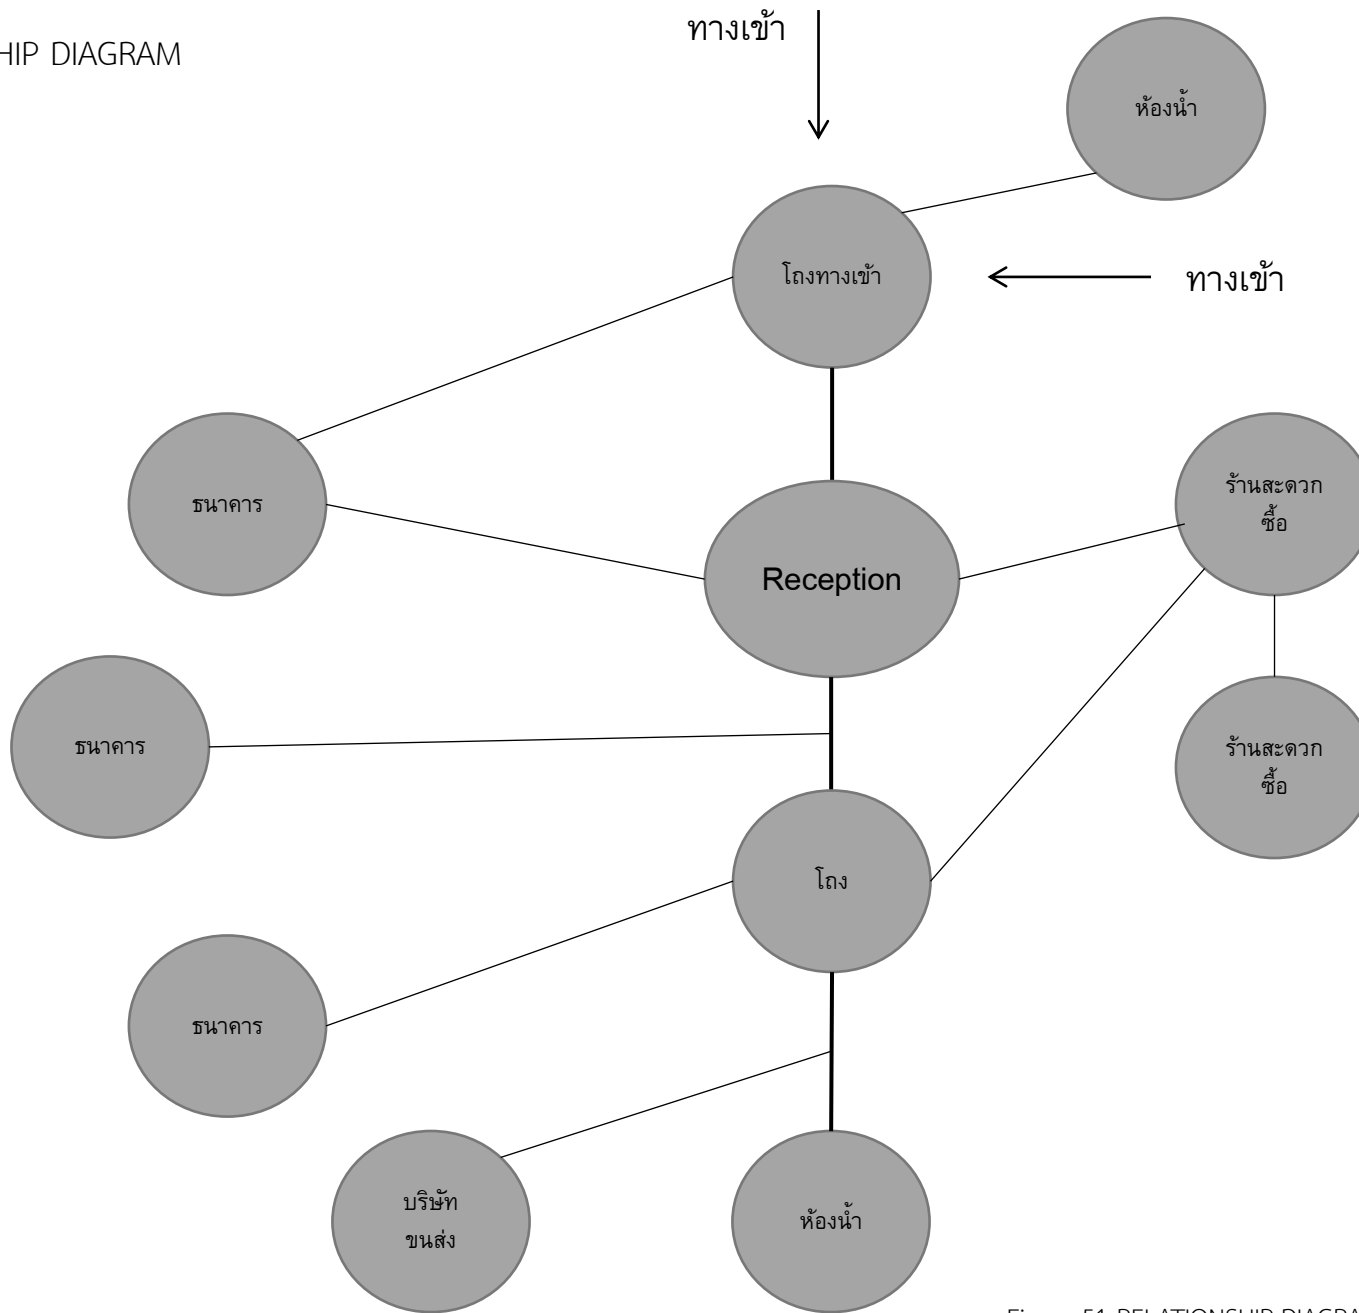 ทางเข้า
HIP DIAGRAM
ห้องน้ำ
โถงทางเข้า
ทางเข้า
ธนาคาร
ร้านสะดวก
ซื้อ
Reception
ธนาคาร
ร้านสะดวก
ซื้อ
โถง
ธนาคาร
บริษัท
ขนส่ง
ห้องน้ำ